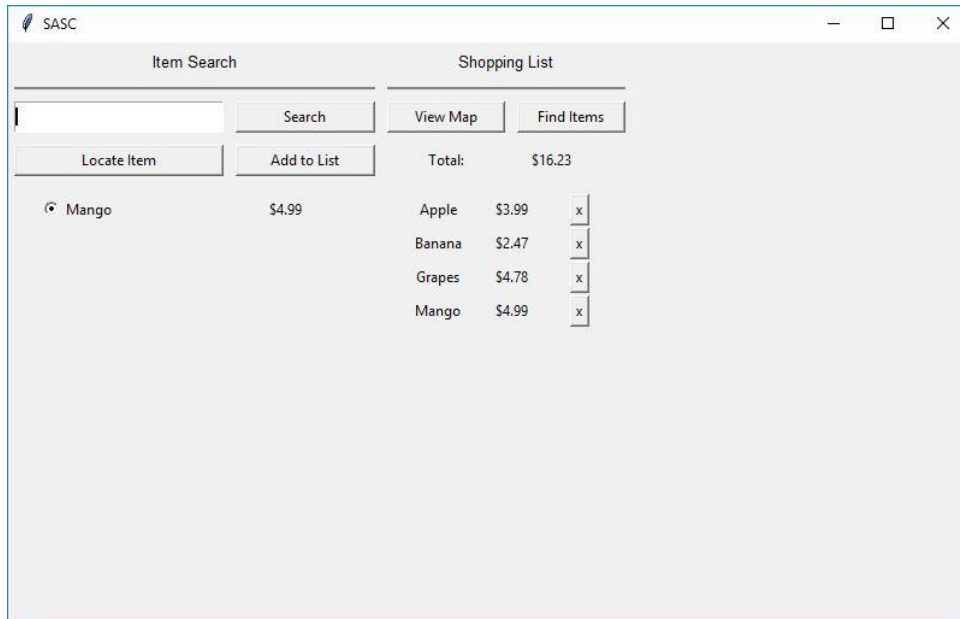 SASC
Item Search Shopping List
Search View Map Find Items
Locate Item Add to List Total: $16.23
Mango $4.99 Apple $3.99 x
Banana $2.47 x
Grapes $4.78 x
Mango $4.99 x